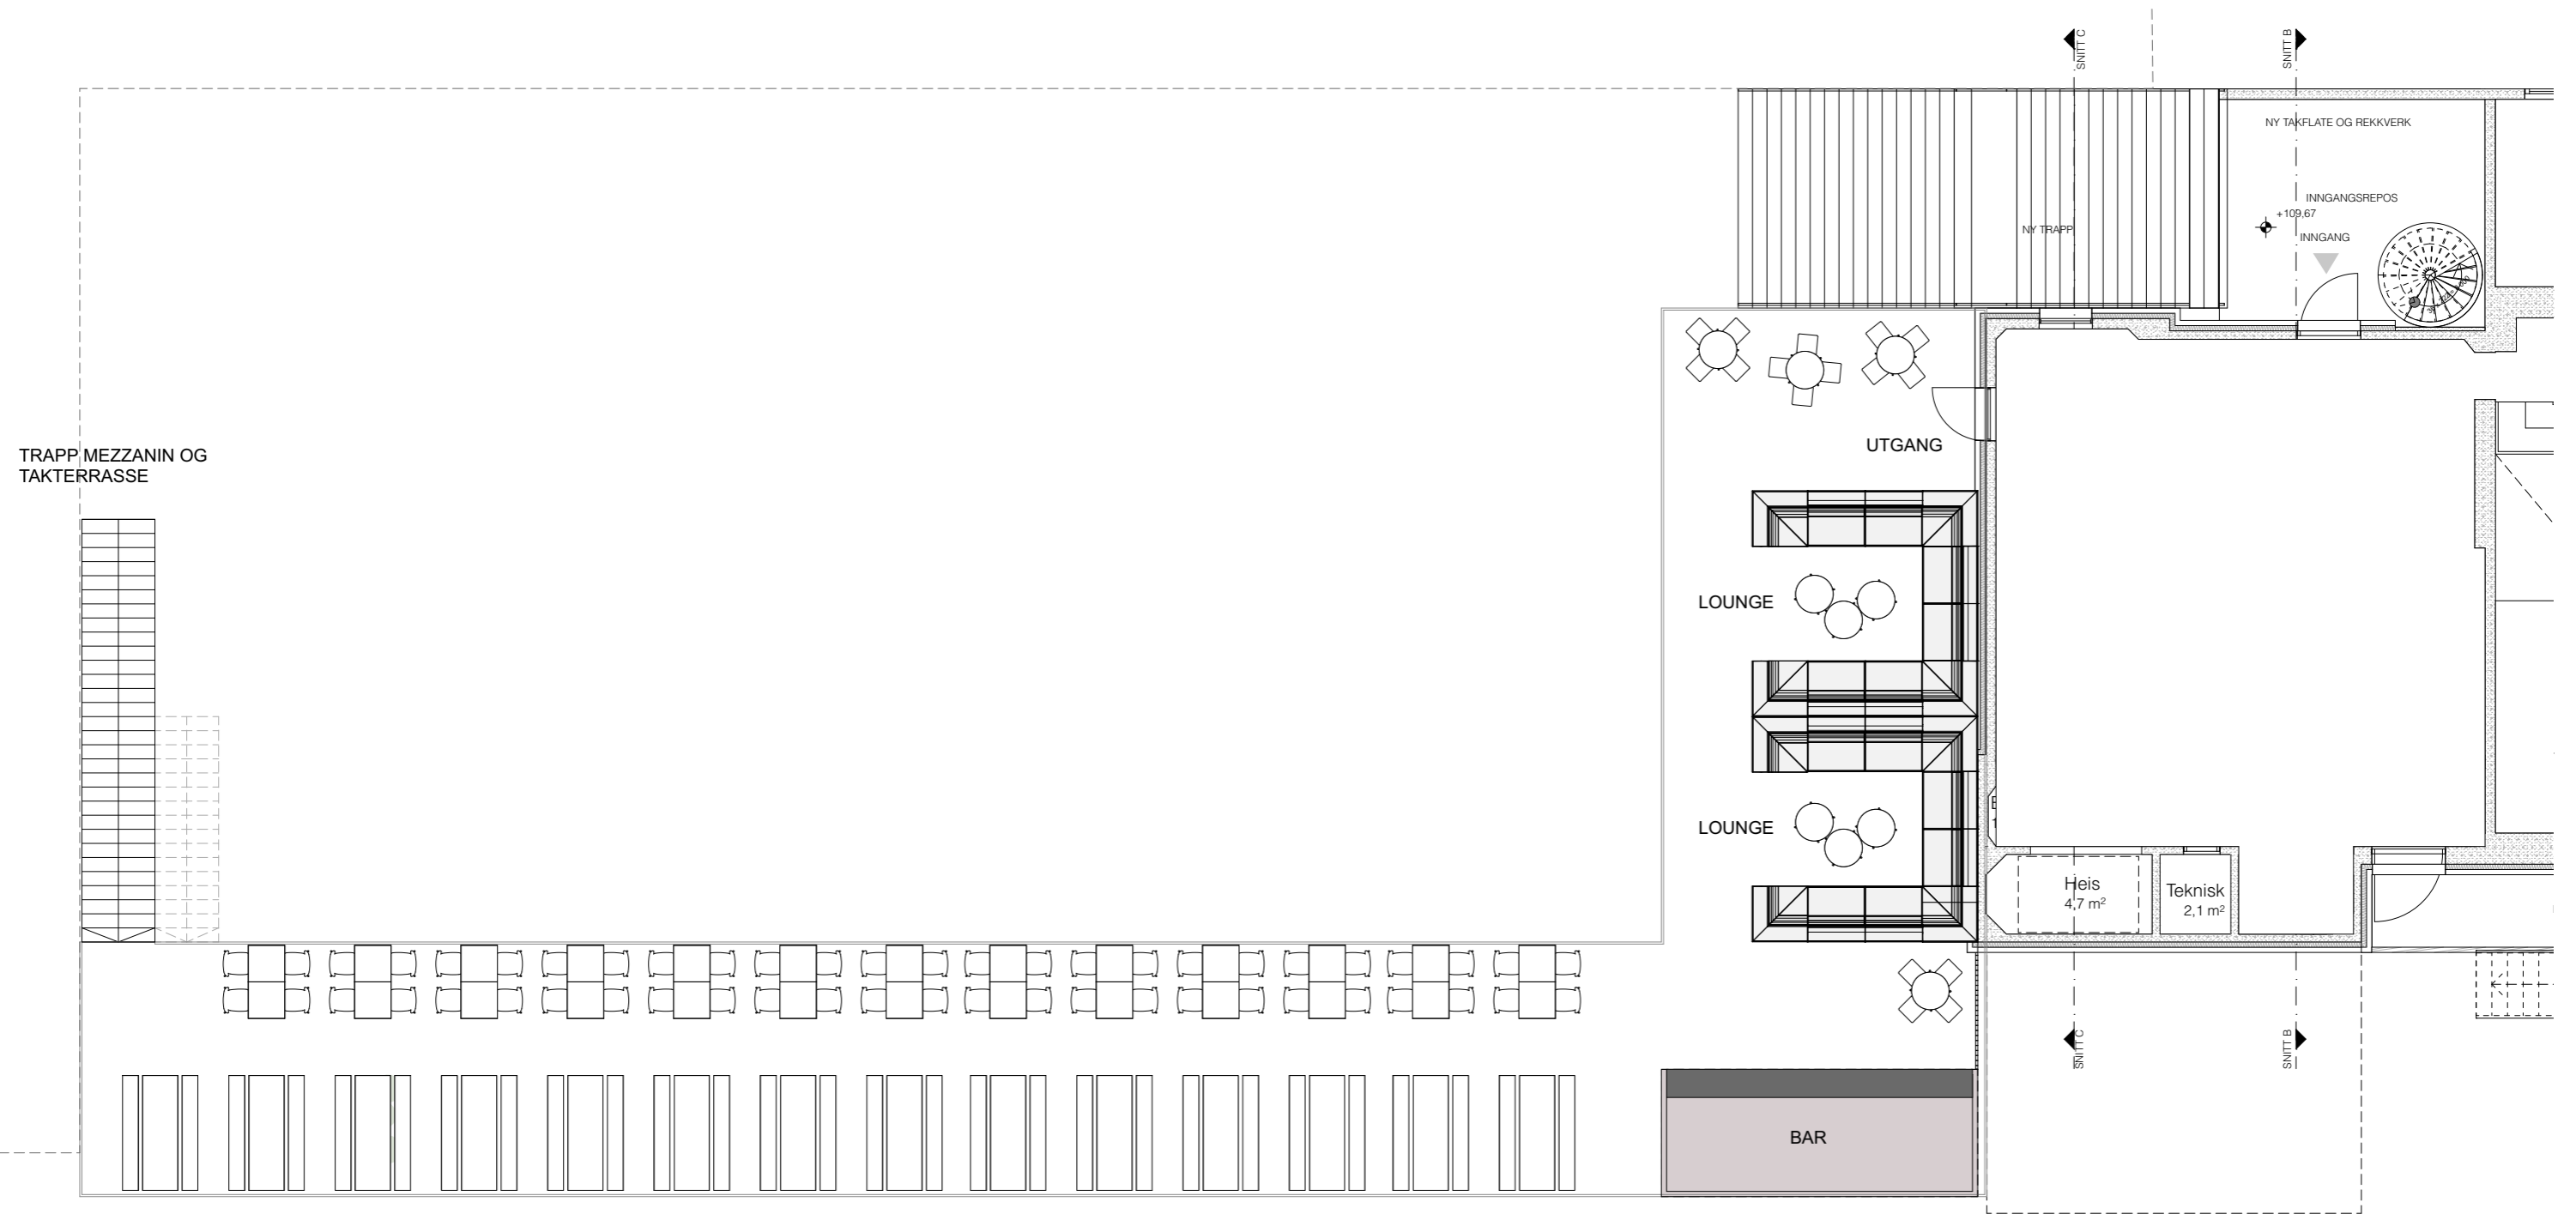 SNITT C
SNITT B
NY TAKFLATE OG REKKVERK
INNGANGSREPOS
+109,67
NY TRAPP
INNGANG
UTGANG
TRAPP MEZZANIN OG
TAKTERRASSE
LOUNGE
LOUNGE
Heis
4,7 m²
Teknisk
2,1 m²
SNITT C
SNITT B
BAR